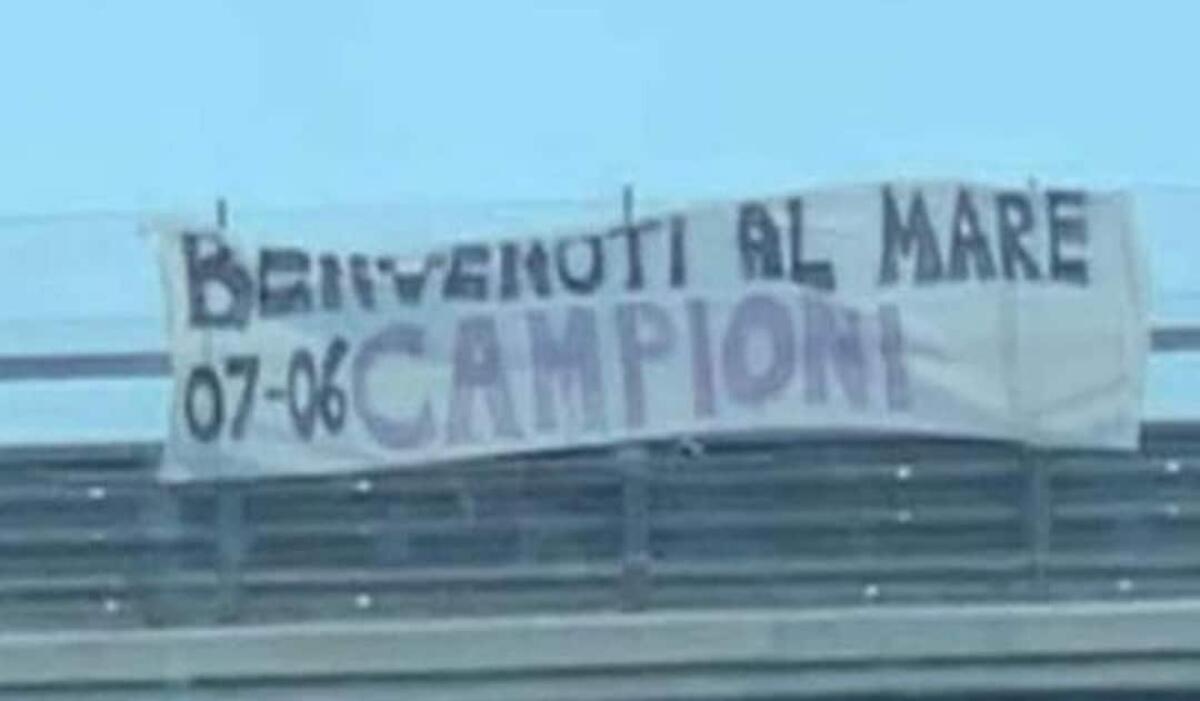 BENVENUTI AL MARE
07-06 CAMPIONI